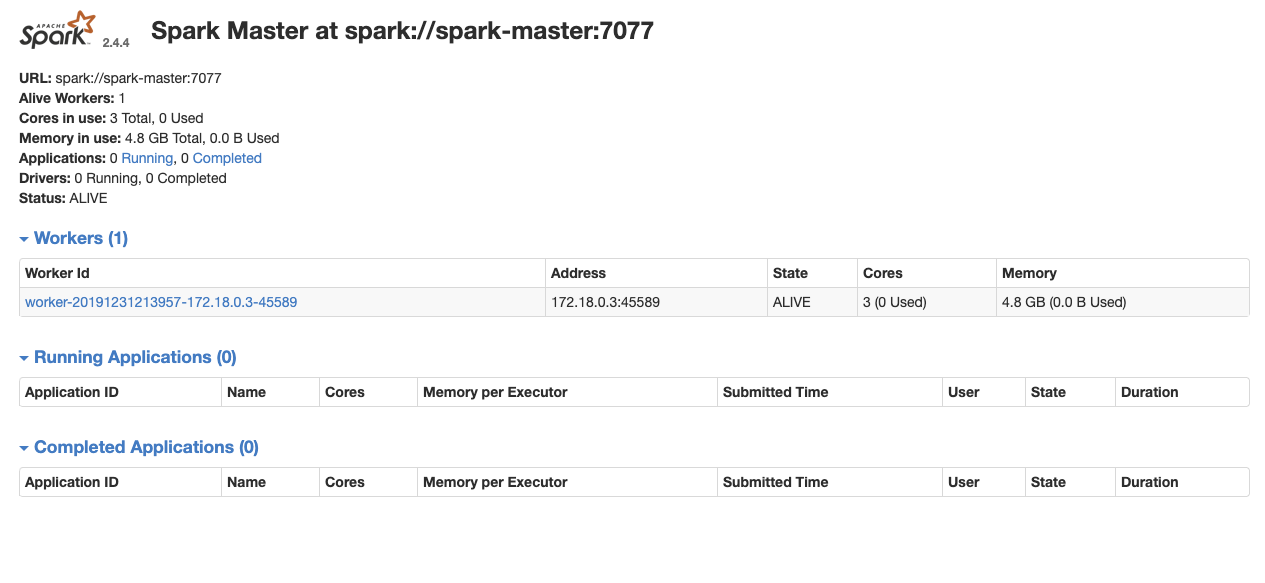 APACHE
Spark 2.4.4 Spark Master at spark://spark-master:7077
URL: spark://spark-master:7077
Alive Workers: 1
Cores in use: 3 Total, 0 Used
Memory in use: 4.8 GB Total, 0.0 B Used
Applications: 0 Running, 0 Completed
Drivers: 0 Running, 0 Completed
Status: ALIVE
Workers (1)
Worker Id Address State Cores Memory
worker-20191231213957-172.18.0.3-45589 172.18.0.3:45589 ALIVE 3 (0 Used) 4.8 GB (0.0 B Used)
Running Applications (0)
Application ID Name Cores Memory per Executor Submitted Time User State Duration
Completed Applications (0)
Application ID Name Cores Memory per Executor Submitted Time User State Duration